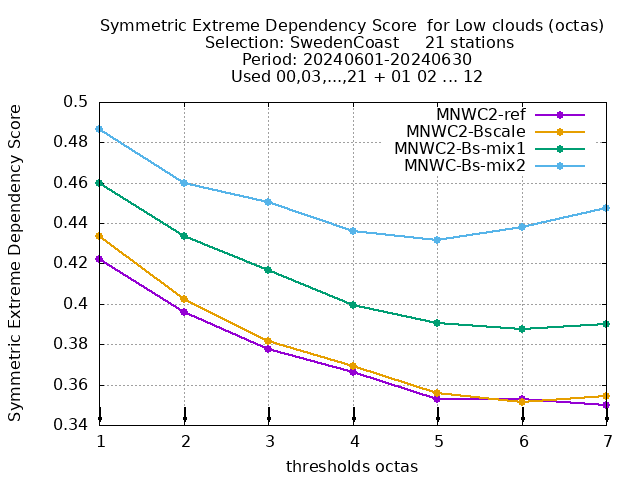 Symmetric Extreme Dependency Score  for Low clouds (octas)
Selection: SwedenCoast     21 stations
Period: 20240601-20240630
Used 00,03,...,21 + 01 02 ... 12
Symmetric Extreme Dependency Score
0.5
0.48
0.46
0.44
0.42
0.4
0.38
0.36
0.34
MNWC2-ref
MNWC2-Bscale
MNWC2-Bs-mix1
MNWC-Bs-mix2
1 2 3 4 5 6 7
thresholds octas